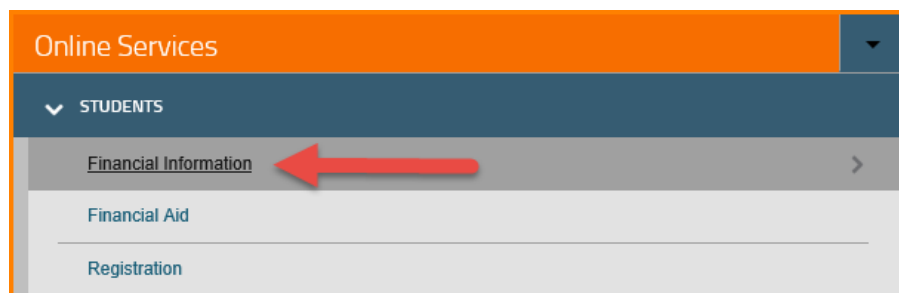 Online Services
STUDENTS
Financial Information
Financial Aid
Registration